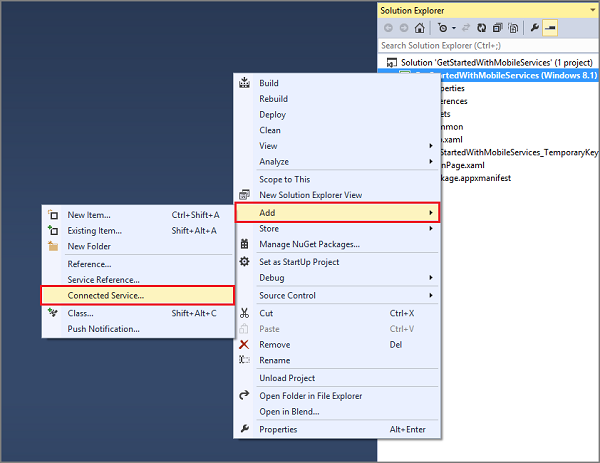 Solution Explorer
Search Solution Explorer (Ctrl+;)
Solution 'GetStartedWithMobileServices' (1 project)
StartedWithMobileServices (Windows 8.1)
perties
erences
ets
mmon
.xaml
StartedWithMobileServices_TemporaryKey
nPage.xaml
kage.appxmanifest
Build
Rebuild
Deploy
Clean
View
Analyze
Scope to This
New Solution Explorer View
Add
Store
Manage NuGet Packages...
Set as StartUp Project
Debug
Source Control
Cut Ctrl+X
Paste Ctrl+V
Remove Del
Rename
Unload Project
Open Folder in File Explorer
Open in Blend...
Properties Alt+Enter
New Item... Ctrl+Shift+A
Existing Item... Shift+Alt+A
New Folder
Reference...
Service Reference...
Connected Service...
Class... Shift+Alt+C
Push Notification...